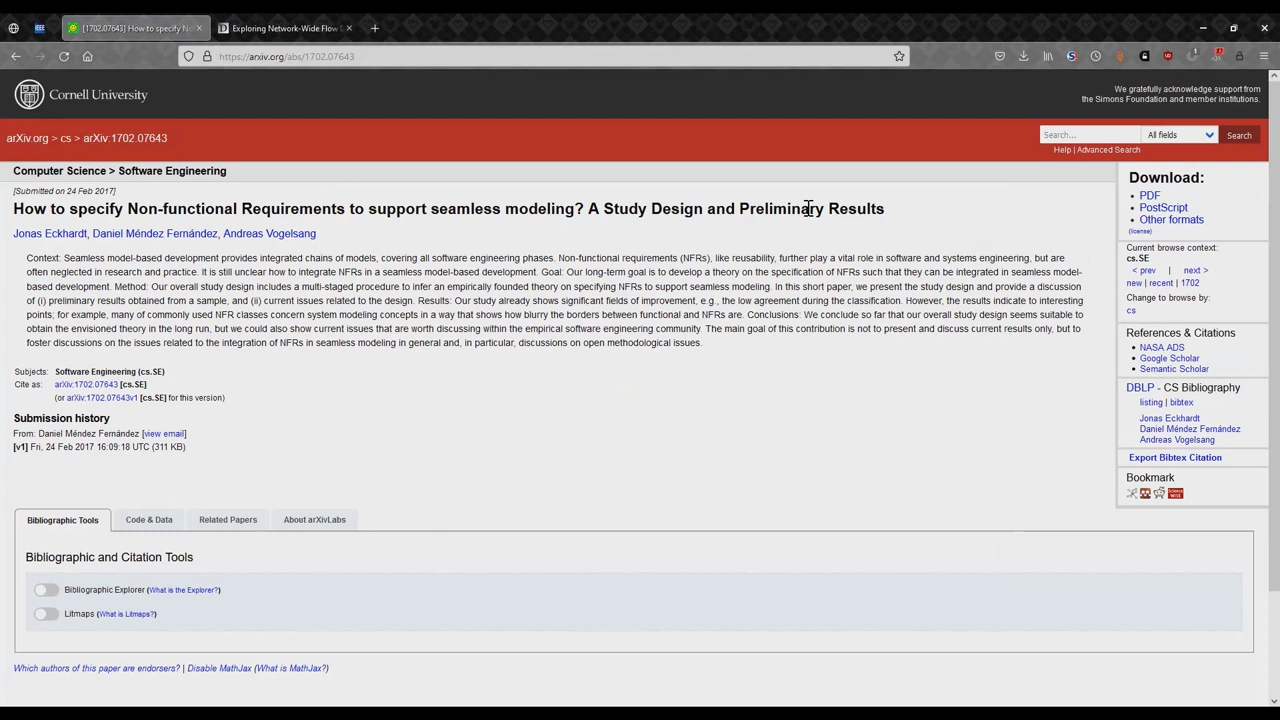 [1702.07643] How to specify No
Exploring Network-Wide Flow
https://arxiv.org/abs/1702.07643
Cornell University
We gratefully acknowledge support from
the Simons Foundation and member institutions.
arXiv.org > cs > arXiv:1702.07643
Search...
All fields
Search
Help | Advanced Search
Computer Science > Software Engineering
[Submitted on 24 Feb 2017]
How to specify Non-functional Requirements to support seamless modeling? A Study Design and Preliminary Results
Jonas Eckhardt, Daniel Méndez Fernández, Andreas Vogelsang
Context: Seamless model-based development provides integrated chains of models, covering all software engineering phases. Non-functional requirements (NFRs), like reusability, further play a vital role in software and systems engineering, but are
often neglected in research and practice. It is still unclear how to integrate NFRs in a seamless model-based development. Goal: Our long-term goal is to develop a theory on the specification of NFRs such that they can be integrated in seamless model-
based development. Method: Our overall study design includes a multi-staged procedure to infer an empirically founded theory on specifying NFRs to support seamless modeling. In this short paper, we present the study design and provide a discussion
of (i) preliminary results obtained from a sample, and (ii) current issues related to the design. Results: Our study already shows significant fields of improvement, e.g., the low agreement during the classification. However, the results indicate to interesting
points; for example, many of commonly used NFR classes concern system modeling concepts in a way that shows how blurry the borders between functional and NFRs are. Conclusions: We conclude so far that our overall study design seems suitable to
obtain the envisioned theory in the long run, but we could also show current issues that are worth discussing within the empirical software engineering community. The main goal of this contribution is not to present and discuss current results only, but to
foster discussions on the issues related to the integration of NFRs in seamless modeling in general and, in particular, discussions on open methodological issues.
Subjects: Software Engineering (cs.SE)
Cite as: arXiv:1702.07643 [cs.SE]
(or arXiv:1702.07643v1 [cs.SE] for this version)
Submission history
From: Daniel Méndez Fernández [view email]
[v1] Fri, 24 Feb 2017 16:09:18 UTC (311 KB)
Download:
PDF
PostScript
Other formats
(license)
Current browse context:
cs.SE
< prev | next >
new | recent | 1702
Change to browse by:
cs
References & Citations
NASA ADS
Google Scholar
Semantic Scholar
DBLP - CS Bibliography
listing | bibtex
Jonas Eckhardt
Daniel Méndez Fernández
Andreas Vogelsang
Export Bibtex Citation
Bookmark
Bibliographic Tools
Code & Data
Related Papers
About arXivLabs
Bibliographic and Citation Tools
Bibliographic Explorer (What is the Explorer?)
Litmaps (What is Litmaps?)
Which authors of this paper are endorsers? | Disable MathJax (What is MathJax?)